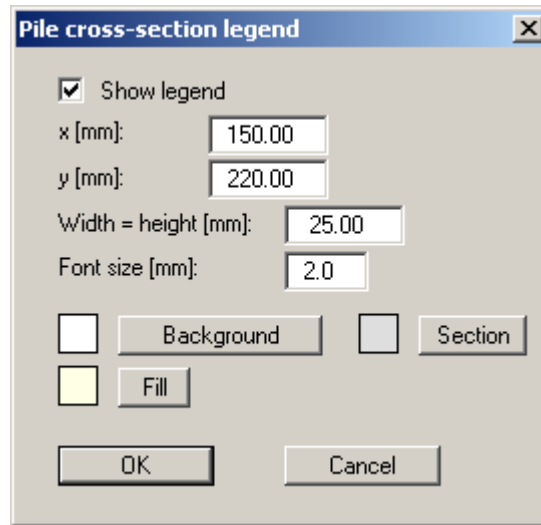 Pile cross-section legend
Show legend
x [mm]: 150.00
y [mm]: 220.00
Width = height [mm]: 25.00
Font size [mm]: 2.0
Background Section
Fill
OK Cancel